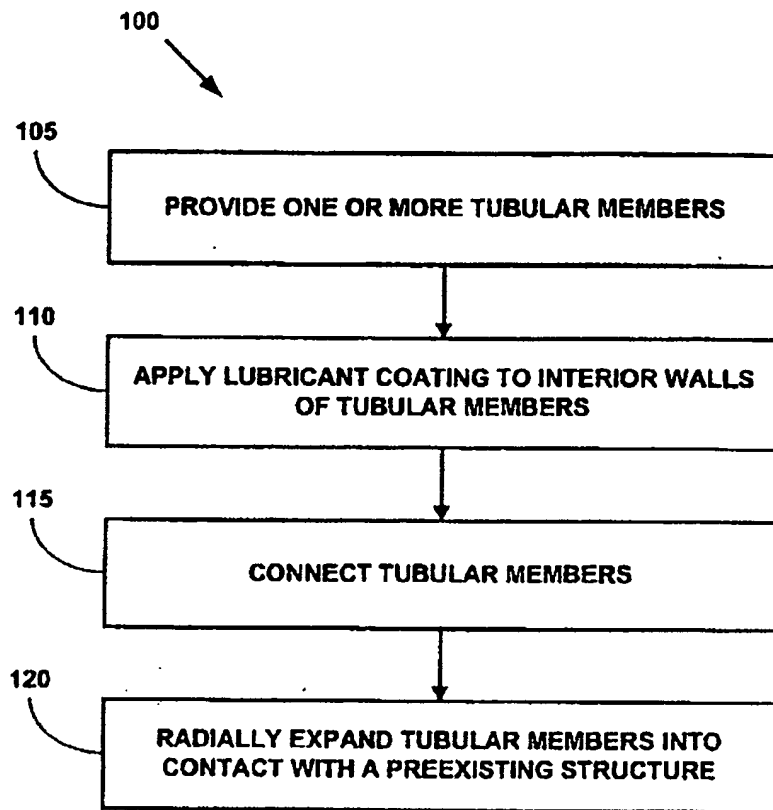 100
105
PROVIDE ONE OR MORE TUBULAR MEMBERS
110
APPLY LUBRICANT COATING TO INTERIOR WALLS
OF TUBULAR MEMBERS
115
CONNECT TUBULAR MEMBERS
120
RADIALLY EXPAND TUBULAR MEMBERS INTO
CONTACT WITH A PREEXISTING STRUCTURE